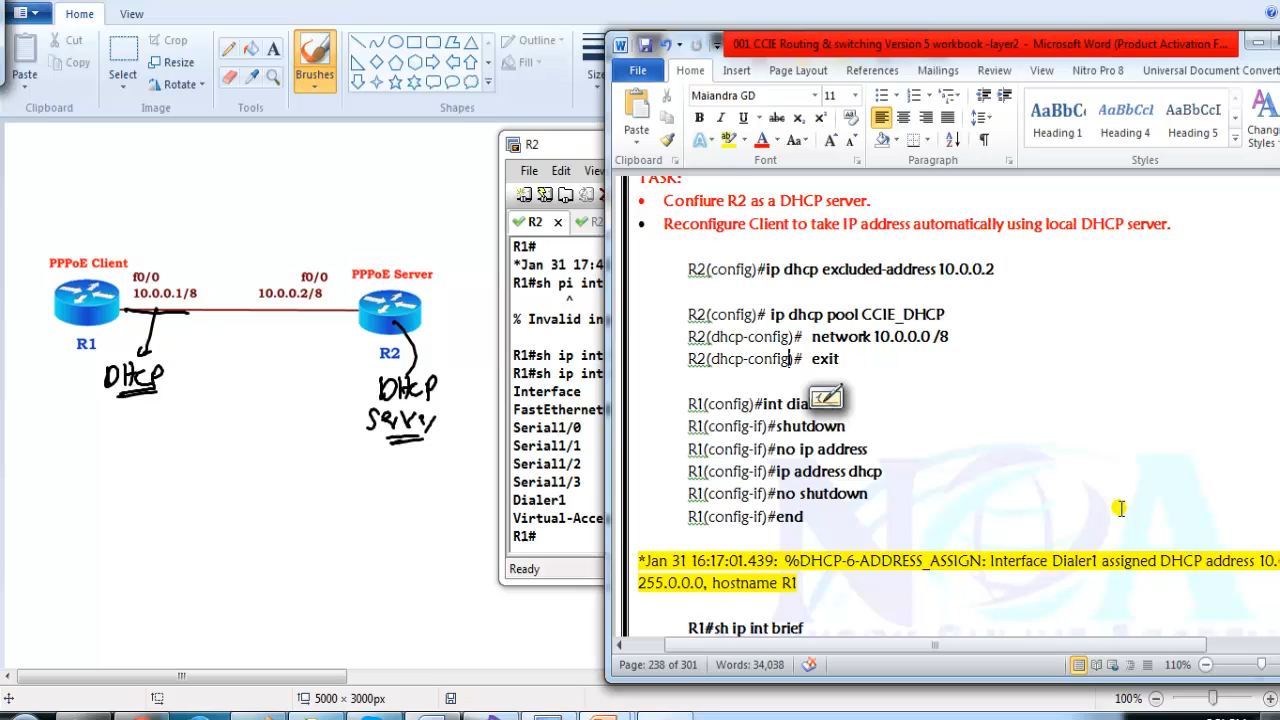 Home
View
Paste
Cut
Copy
Select
Crop
Resize
Rotate
Brushes
Outline
Fill
Clipboard
Image
Tools
Shapes
PPPoE Client
f0/0
10.0.0.1/8
f0/0
10.0.0.2/8
PPPoE Server
R1
R2
DHCP
DHCP
Server
R2
File Edit
R2
R1#
*Jan 31 17:4
R1#sh pi int
^
% Invalid in
R1#sh ip int
R1#sh ip int
Interface
FastEthernet
Serial1/0
Serial1/1
Serial1/2
Serial1/3
Dialer1
Virtual-Acce
R1#
Ready
001 CCIE Routing & switching Version 5 workbook -layer2 - Microsoft Word (Product Activation F...
File Home Insert Page Layout References Mailings Review View Nitro Pro 8 Universal Document Convert
Paste
Maiandra GD 11
AaBbC AaBbCcI AaBbCcI
Heading 1 Heading 4 Heading 5
Clipboard Font Paragraph Styles
TASK:
• Confiure R2 as a DHCP server.
• Reconfigure Client to take IP address automatically using local DHCP server.
R2(config)#ip dhcp excluded-address 10.0.0.2
R2(config)# ip dhcp pool CCIE_DHCP
R2(dhcp-config)# network 10.0.0.0 /8
R2(dhcp-config)# exit
R1(config)#int dia
R1(config-if)#shutdown
R1(config-if)#no ip address
R1(config-if)#ip address dhcp
R1(config-if)#no shutdown
R1(config-if)#end
*Jan 31 16:17:01.439: %DHCP-6-ADDRESS_ASSIGN: Interface Dialer1 assigned DHCP address 10.
255.0.0.0, hostname R1
R1#sh ip int brief
Page: 238 of 301 Words: 34,038 110%
5000 × 3000px 100%